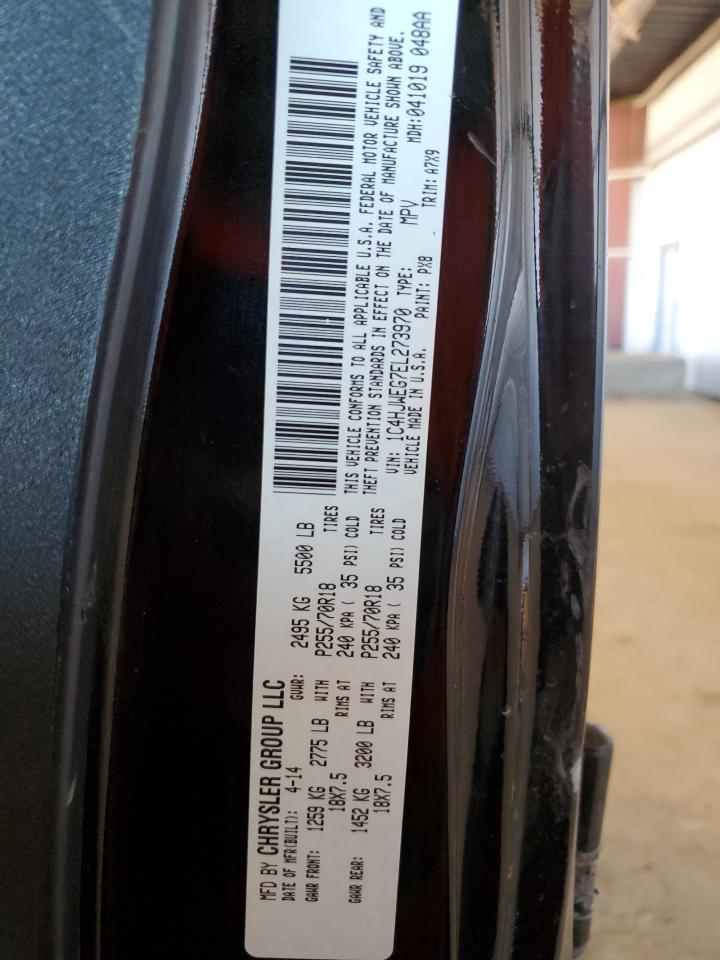 MFD BY CHRYSLER GROUP LLC
DATE OF MFR(BUILT): 4-14 GVWR: 2495 KG 5500 LB
GAWR FRONT: 1259 KG 2775 LB WITH P255/70R18 TIRES
18X7.5 RIMS AT 240 KPA ( 35 PSI) COLD
GAWR REAR: 1452 KG 3200 LB WITH P255/70R18 TIRES
18X7.5 RIMS AT 240 KPA ( 35 PSI) COLD
THIS VEHICLE CONFORMS TO ALL APPLICABLE U.S.A. FEDERAL MOTOR VEHICLE SAFETY AND
THEFT PREVENTION STANDARDS IN EFFECT ON THE DATE OF MANUFACTURE SHOWN ABOVE.
VIN: 1C4HJWEG7EL273970 TYPE: MPV MDH:041019 048AA
VEHICLE MADE IN U.S.A. PAINT: PX8 TRIM: A7X9